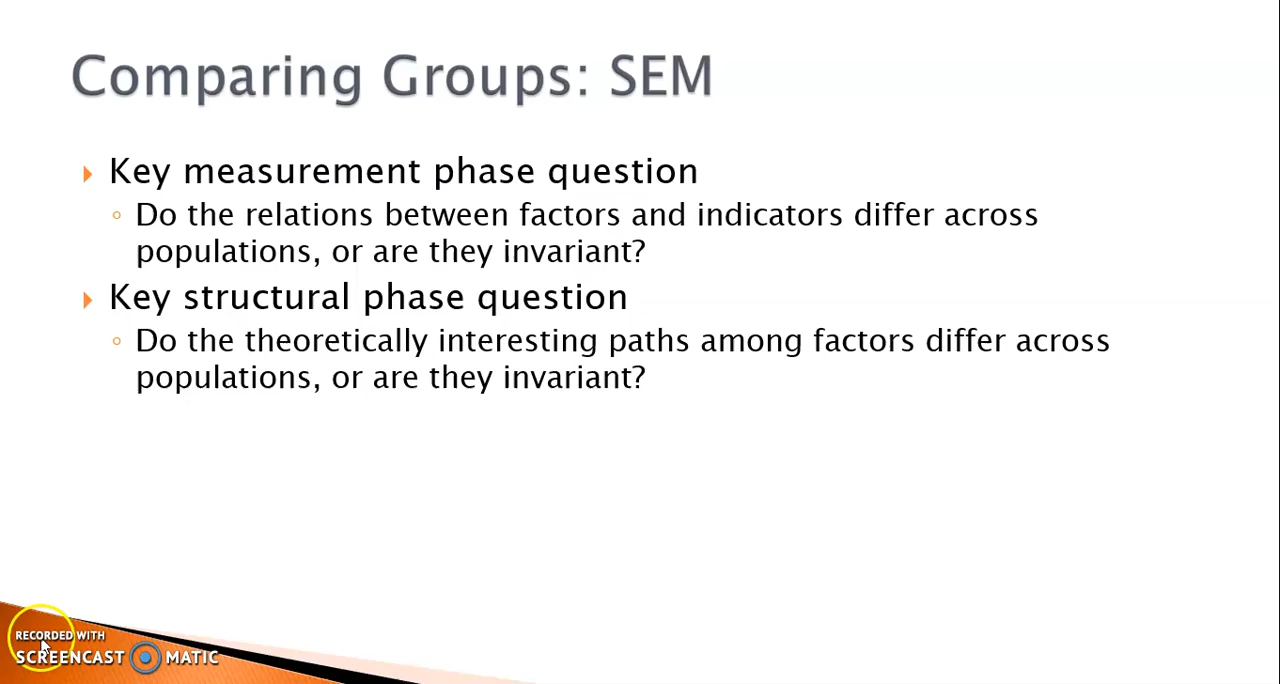 Comparing Groups: SEM
Key measurement phase question
Do the relations between factors and indicators differ across
populations, or are they invariant?
Key structural phase question
Do the theoretically interesting paths among factors differ across
populations, or are they invariant?
RECORDED WITH
SCREENCAST MATIC